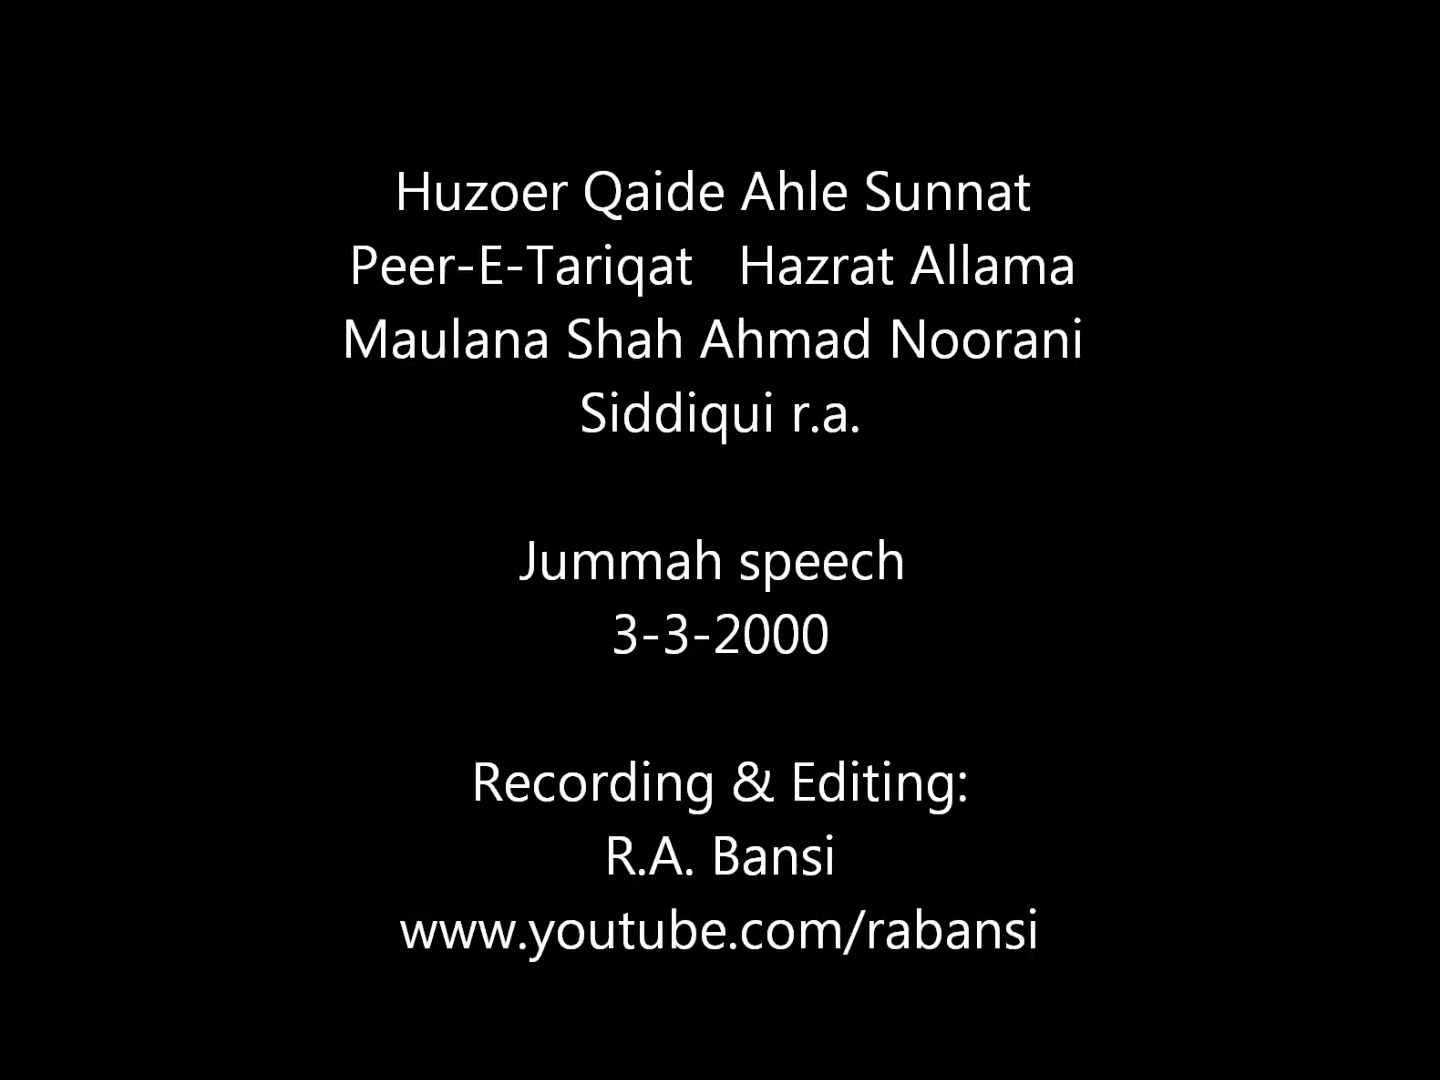 Huzoer Qaide Ahle Sunnat
Peer-E-Tariqat   Hazrat Allama
Maulana Shah Ahmad Noorani
Siddiqui r.a.
Jummah speech
3-3-2000
Recording & Editing:
R.A. Bansi
www.youtube.com/rabansi